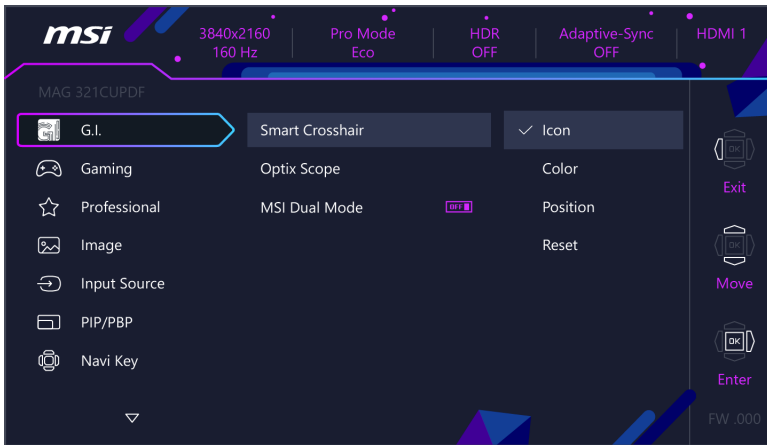 msi
3840x2160
160 Hz
Pro Mode
Eco
HDR
OFF
Adaptive-Sync
OFF
HDMI 1
MAG 321CUPDF
G.I.
Gaming
Professional
Image
Input Source
PIP/PBP
Navi Key
Smart Crosshair
Optix Scope
MSI Dual Mode
OFF
Icon
Color
Position
Reset
OK
Exit
OK
Move
OK
Enter
FW .000